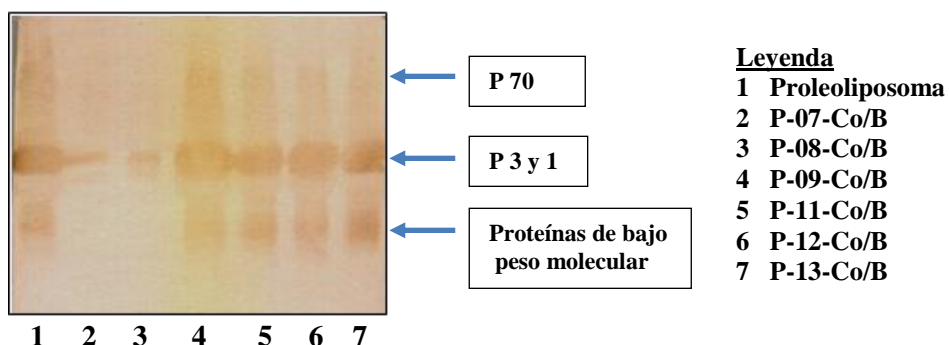 P 70
P 3 y 1
Proteínas de bajo
peso molecular
1 2 3 4 5 6 7
Leyenda
1 Proleoliposoma
2 P-07-Co/B
3 P-08-Co/B
4 P-09-Co/B
5 P-11-Co/B
6 P-12-Co/B
7 P-13-Co/B